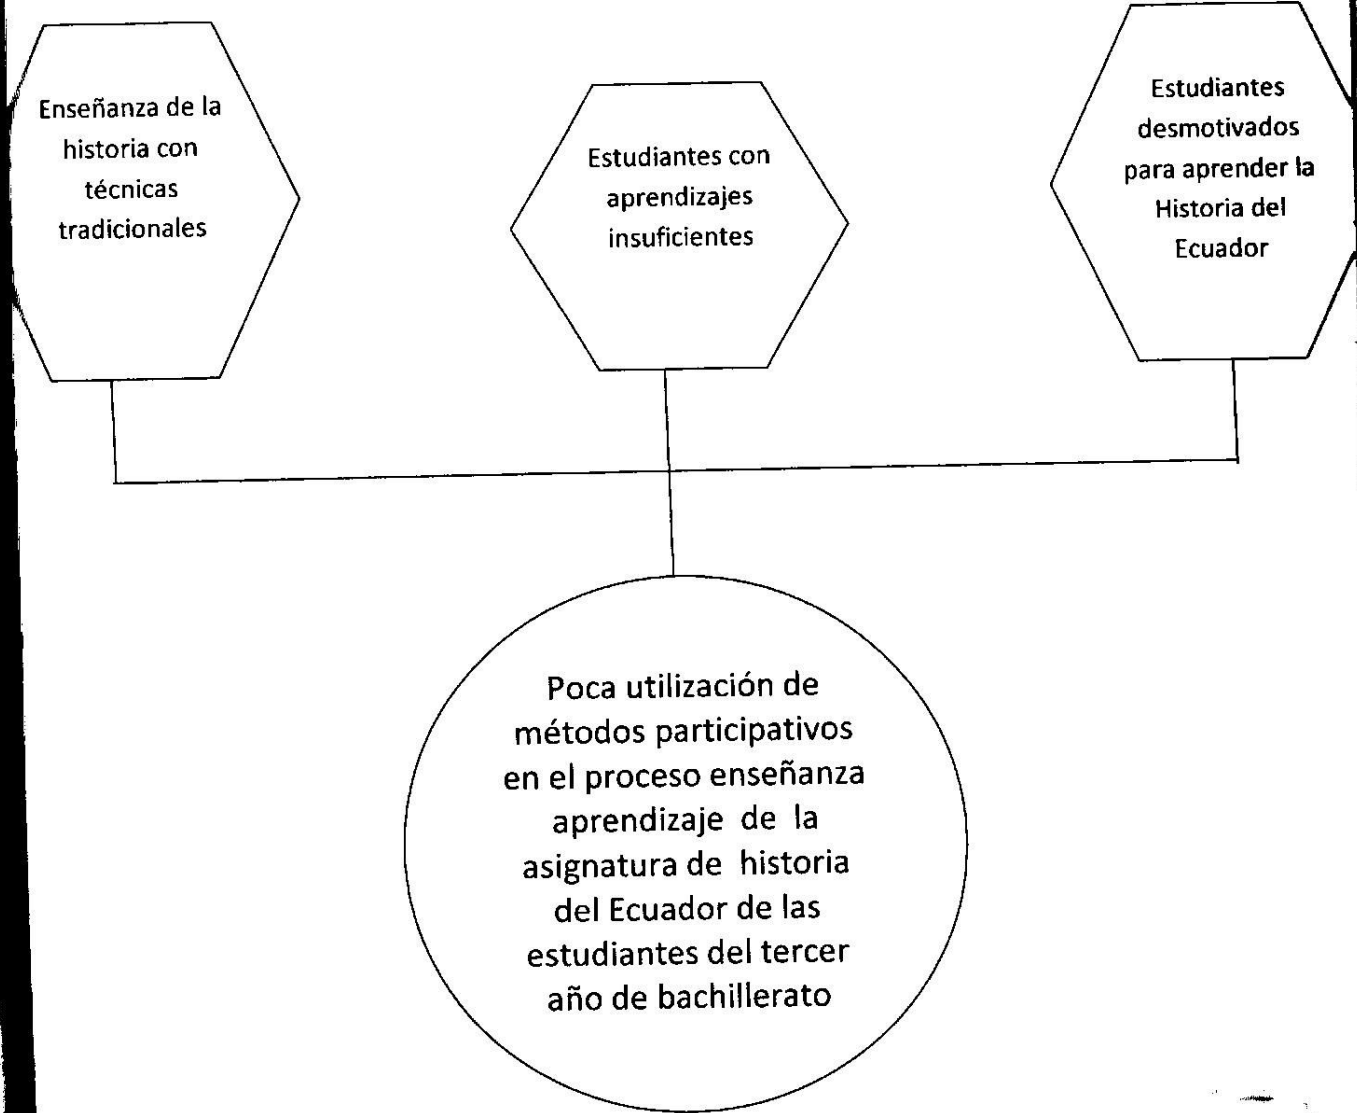 Enseñanza de la
historia con
técnicas
tradicionales
Estudiantes con
aprendizajes
insuficientes
Estudiantes
desmotivados
para aprender la
Historia del
Ecuador
Poca utilización de
métodos participativos
en el proceso enseñanza
aprendizaje de la
asignatura de historia
del Ecuador de las
estudiantes del tercer
año de bachillerato